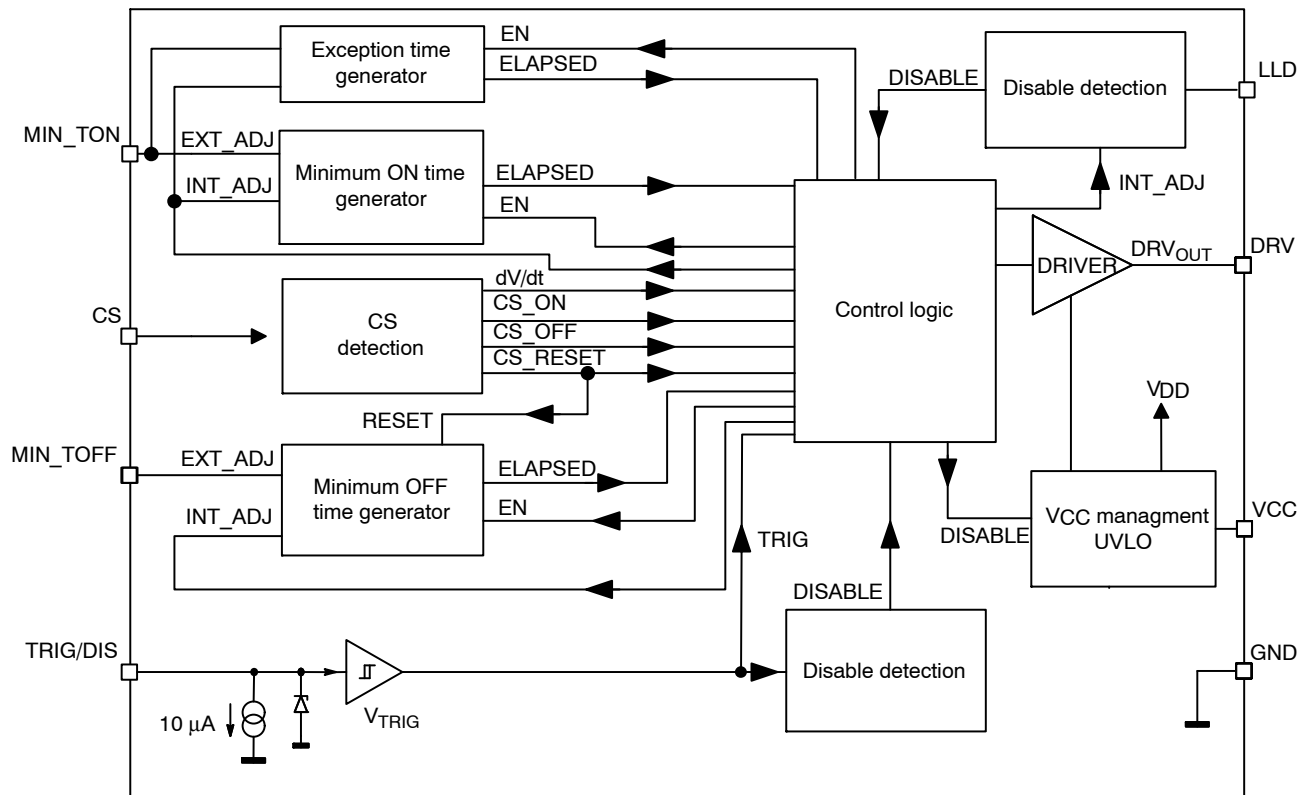 Exception time
generator
EN
ELAPSED
DISABLE
Disable detection
LLD
MIN_TON
EXT_ADJ
INT_ADJ
Minimum ON time
generator
ELAPSED
EN
INT_ADJ
DRIVER
DRVOUT
DRV
CS
CS
detection
dV/dt
CS_ON
CS_OFF
CS_RESET
Control logic
RESET
VDD
MIN_TOFF
EXT_ADJ
INT_ADJ
Minimum OFF
time generator
ELAPSED
EN
TRIG
DISABLE
VCC managment
UVLO
VCC
DISABLE
TRIG/DIS
10 μA
VTRIG
Disable detection
GND